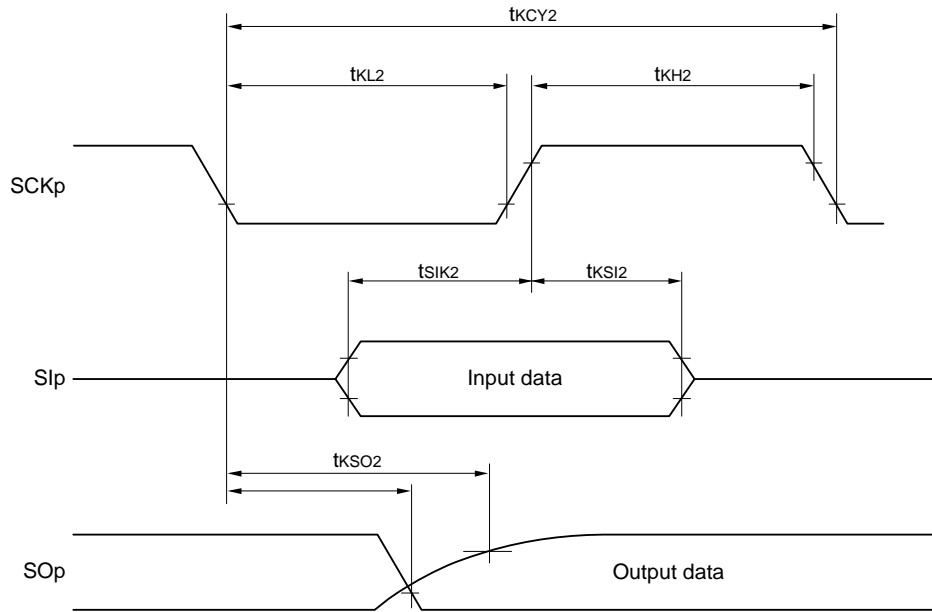 tKCY2
tKL2
tKH2
SCKp
tSIK2
tKSI2
SIp
Input data
tKSO2
SOp
Output data